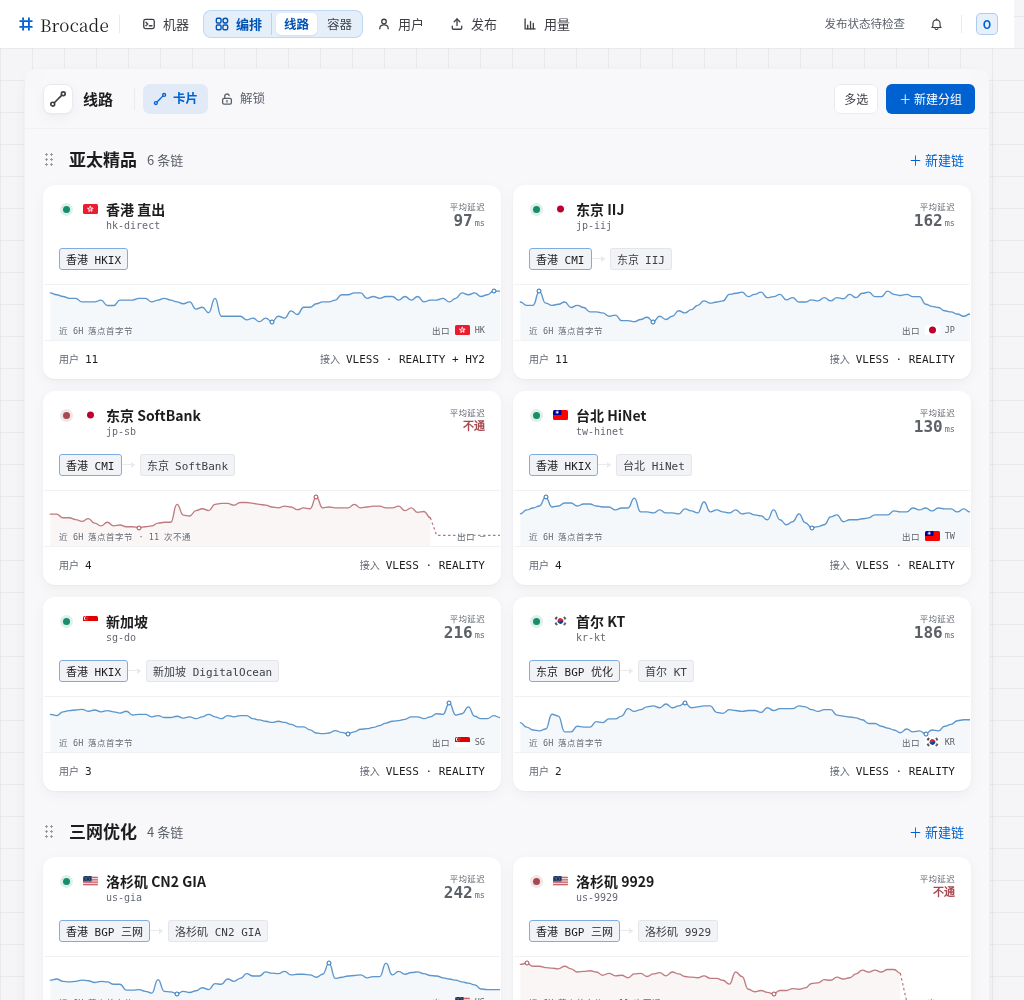 Brocade 机器 编排 线路 容器 用户 发布 用量 发布状态待检查 O
线路 卡片 解锁 多选 + 新建分组
亚太精品 6 条链 + 新建链
香港 直出
hk-direct
平均延迟
97 ms
香港 HKIX
近 6H 落点首字节 出口 HK
用户 11 接入 VLESS · REALITY + HY2
东京 IIJ
jp-iij
平均延迟
162 ms
香港 CMI 东京 IIJ
近 6H 落点首字节 出口 JP
用户 11 接入 VLESS · REALITY
东京 SoftBank
jp-sb
平均延迟
不通
香港 CMI 东京 SoftBank
近 6H 落点首字节 · 11 次不通 出口 -
用户 4 接入 VLESS · REALITY
台北 HiNet
tw-hinet
平均延迟
130 ms
香港 HKIX 台北 HiNet
近 6H 落点首字节 出口 TW
用户 4 接入 VLESS · REALITY
新加坡
sg-do
平均延迟
216 ms
香港 HKIX 新加坡 DigitalOcean
近 6H 落点首字节 出口 SG
用户 3 接入 VLESS · REALITY
首尔 KT
kr-kt
平均延迟
186 ms
东京 BGP 优化 首尔 KT
近 6H 落点首字节 出口 KR
用户 2 接入 VLESS · REALITY
三网优化 4 条链 + 新建链
洛杉矶 CN2 GIA
us-gia
平均延迟
242 ms
香港 BGP 三网 洛杉矶 CN2 GIA
洛杉矶 9929
us-9929
平均延迟
不通
香港 BGP 三网 洛杉矶 9929